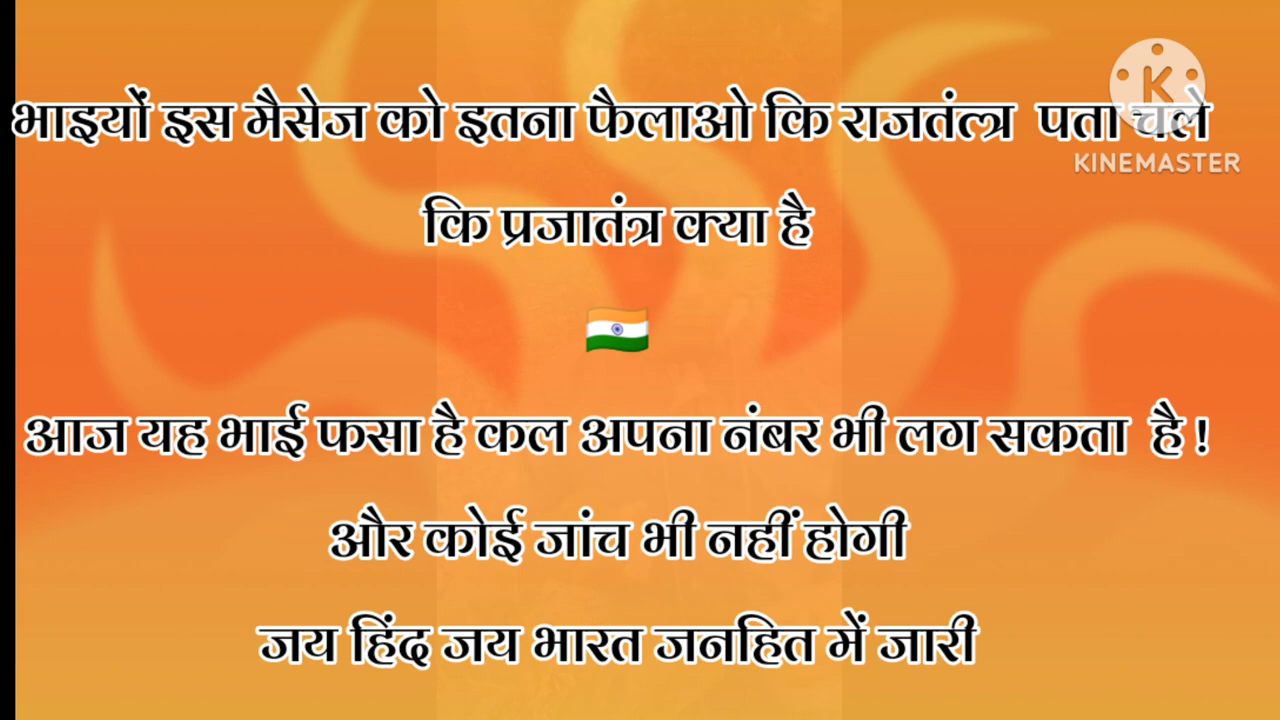 भाइयों इस मैसेज को इतना फैलाओ कि राजतंत्र पता चले
कि प्रजातंत्र क्या है
🇮🇳
आज यह भाई फसा है कल अपना नंबर भी लग सकता है !
और कोई जांच भी नहीं होगी
जय हिंद जय भारत जनहित में जारी
K
KINEMASTER